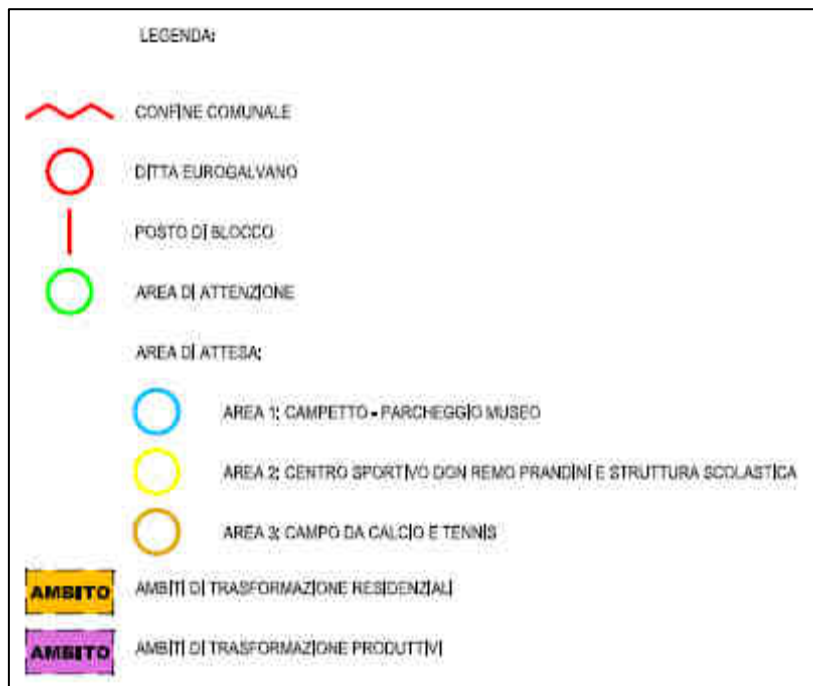 LEGENDA:
CONFINE COMUNALE
DITTA EUROGALVANO
POSTO DI BLOCCO
AREA DI ATTENZIONE
AREA DI ATTESA:
AREA 1: CAMPETTO - PARCHEGGIO MUSEO
AREA 2: CENTRO SPORTIVO DON REMO PRANDINI E STRUTTURA SCOLASTICA
AREA 3: CAMPO DA CALCIO E TENNIS
AMBITO AMBITI DI TRASFORMAZIONE RESIDENZIALI
AMBITO AMBITI DI TRASFORMAZIONE PRODUTTIVI